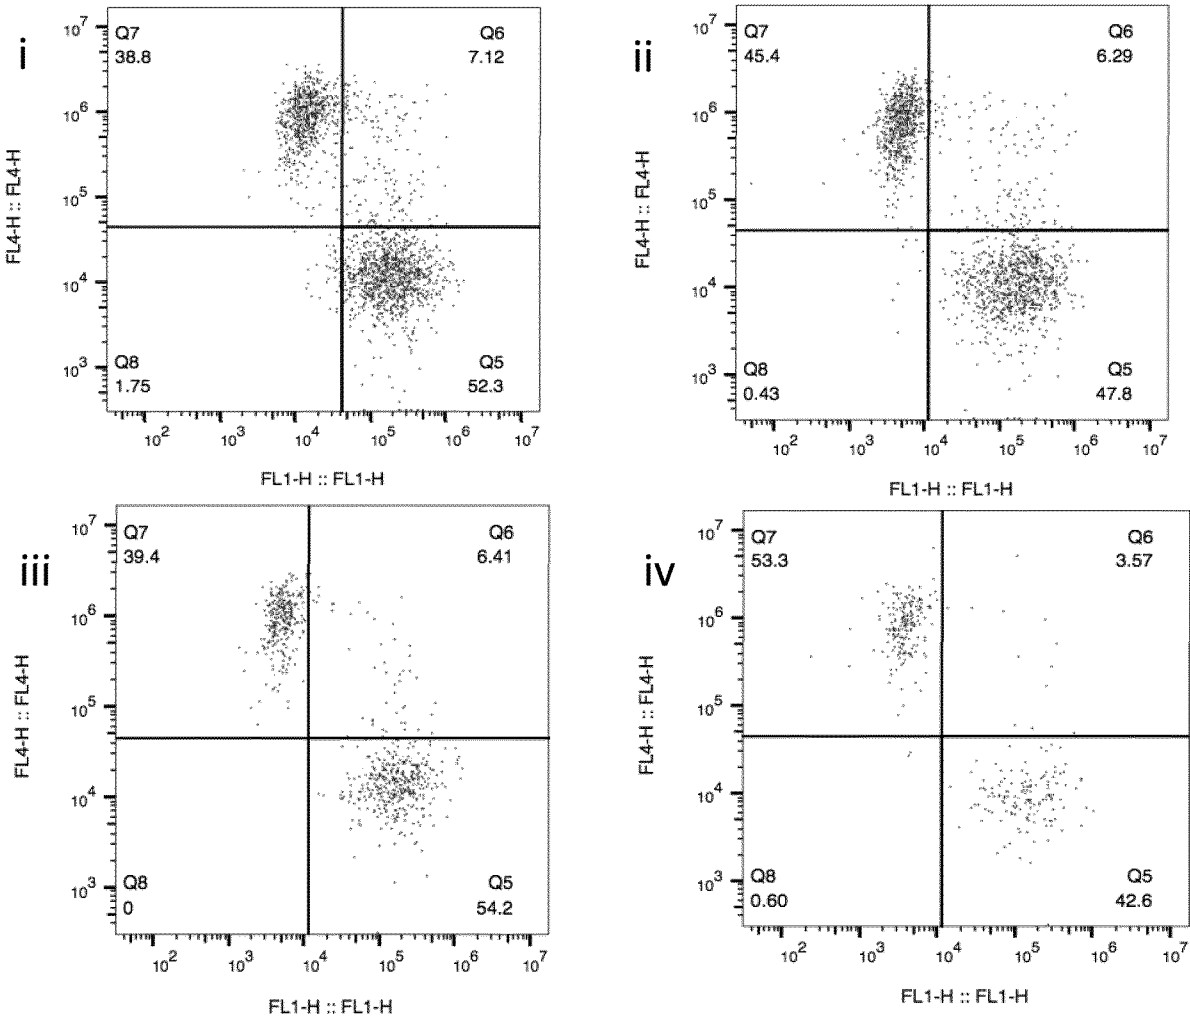 i
Q7
38.8
Q6
7.12
Q8
1.75
Q5
52.3
10^7
10^6
10^5
10^4
10^3
FL4-H :: FL4-H
10^2 10^3 10^4 10^5 10^6 10^7
FL1-H :: FL1-H
ii
Q7
45.4
Q6
6.29
Q8
0.43
Q5
47.8
10^7
10^6
10^5
10^4
10^3
FL4-H :: FL4-H
10^2 10^3 10^4 10^5 10^6 10^7
FL1-H :: FL1-H
iii
Q7
39.4
Q6
6.41
Q8
0
Q5
54.2
10^7
10^6
10^5
10^4
10^3
FL4-H :: FL4-H
10^2 10^3 10^4 10^5 10^6 10^7
FL1-H :: FL1-H
iv
Q7
53.3
Q6
3.57
Q8
0.60
Q5
42.6
10^7
10^6
10^5
10^4
10^3
FL4-H :: FL4-H
10^2 10^3 10^4 10^5 10^6 10^7
FL1-H :: FL1-H